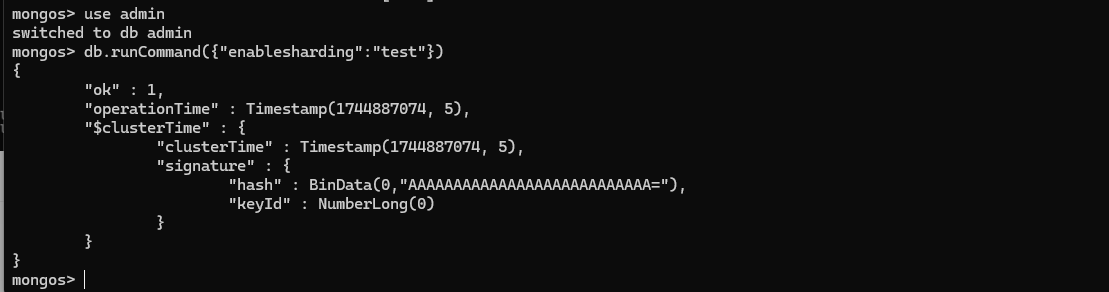 mongos> use admin
switched to db admin
mongos> db.runCommand({"enablesharding":"test"})
{
        "ok" : 1,
        "operationTime" : Timestamp(1744887074, 5),
        "$clusterTime" : {
                "clusterTime" : Timestamp(1744887074, 5),
                "signature" : {
                        "hash" : BinData(0,"AAAAAAAAAAAAAAAAAAAAAAAAAAA="),
                        "keyId" : NumberLong(0)
                }
        }
}
mongos>